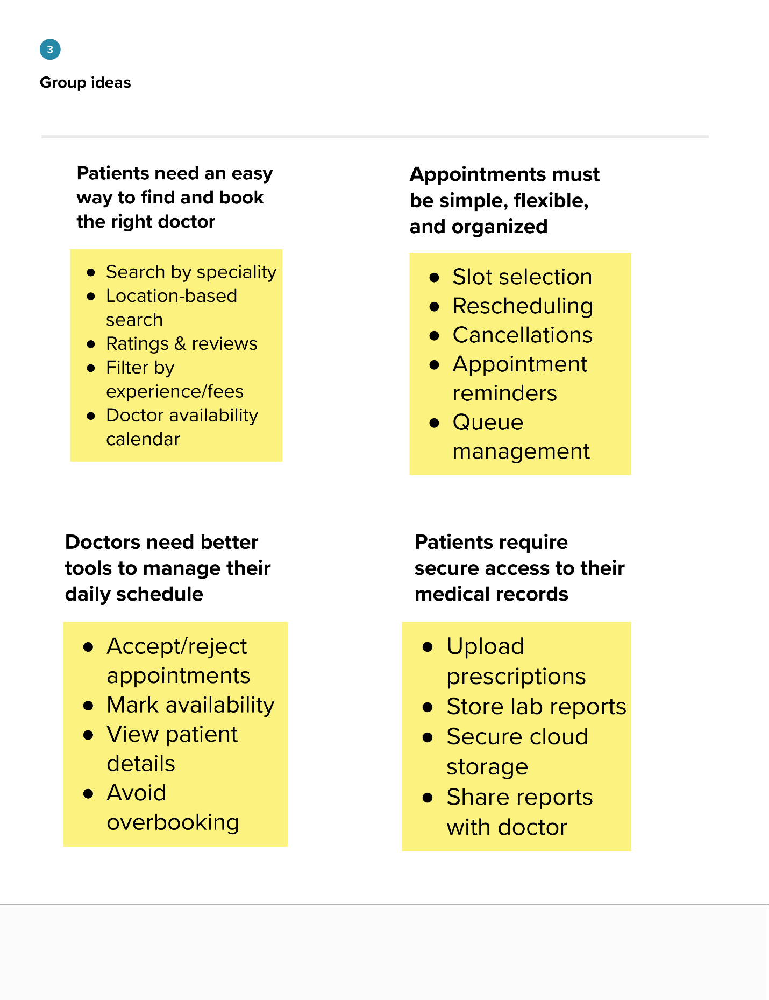 3
Group ideas
Patients need an easy
way to find and book
the right doctor
● Search by speciality
● Location-based
search
● Ratings & reviews
● Filter by
experience/fees
● Doctor availability
calendar
Appointments must
be simple, flexible,
and organized
● Slot selection
● Rescheduling
● Cancellations
● Appointment
reminders
● Queue
management
Doctors need better
tools to manage their
daily schedule
● Accept/reject
appointments
● Mark availability
● View patient
details
● Avoid
overbooking
Patients require
secure access to their
medical records
● Upload
prescriptions
● Store lab reports
● Secure cloud
storage
● Share reports
with doctor